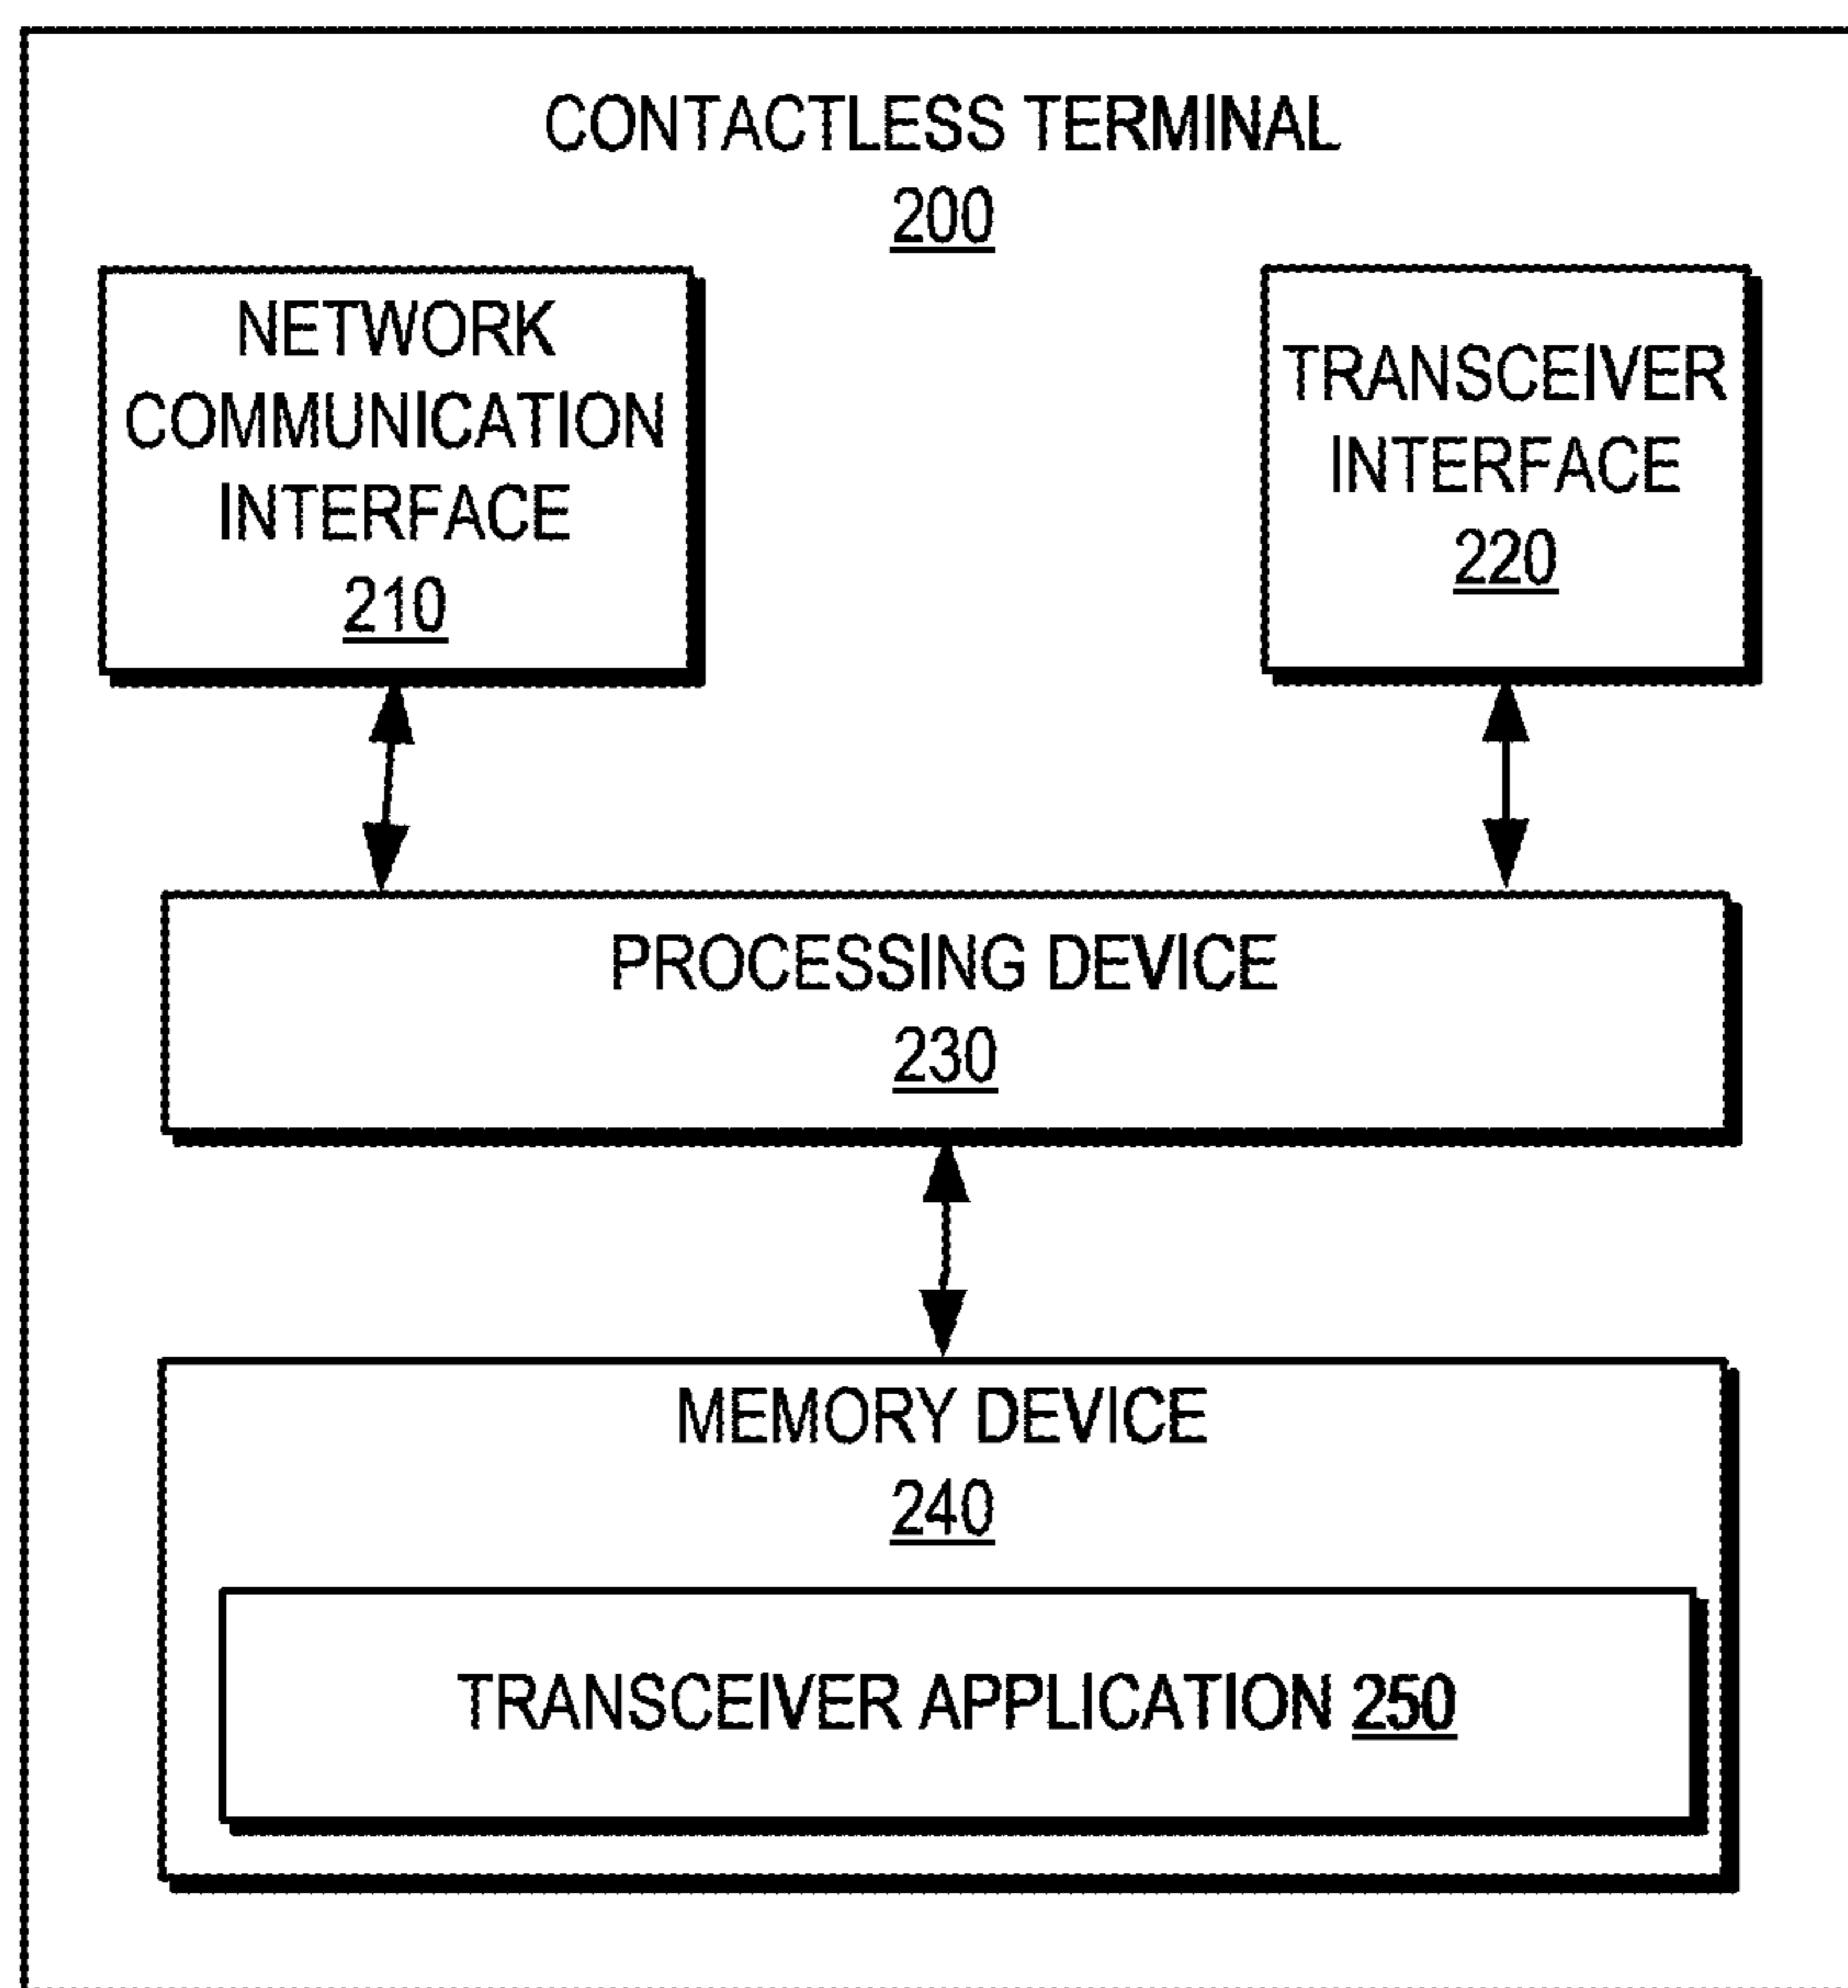 CONTACTLESS TERMINAL
200
NETWORK
COMMUNICATION
INTERFACE
210
TRANSCEIVER
INTERFACE
220
PROCESSING DEVICE
230
MEMORY DEVICE
240
TRANSCEIVER APPLICATION 250